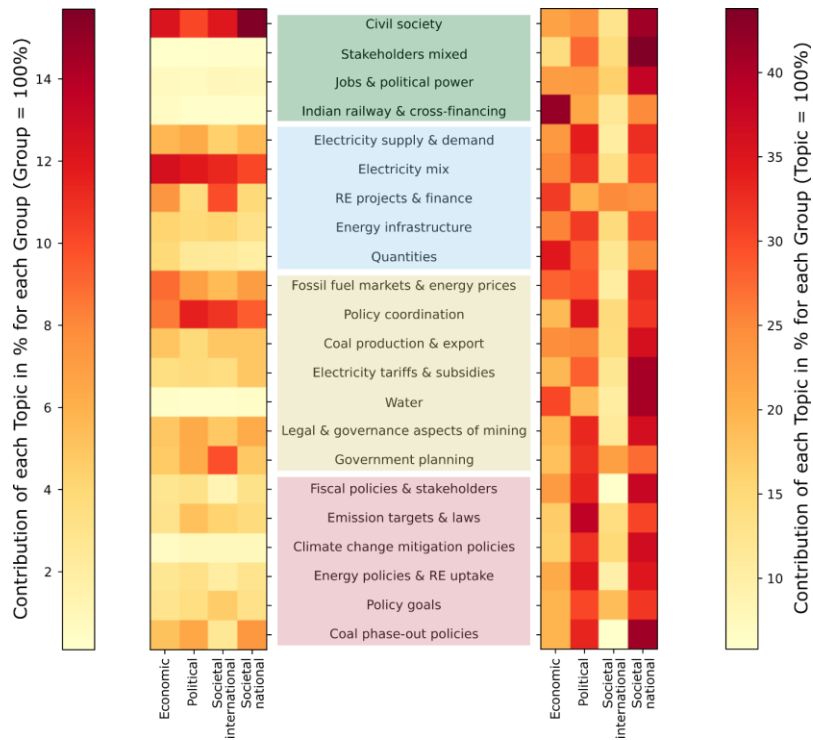 Contribution of each Topic in % for each Group (Group = 100%)
14
12
10
8
6
4
2
Civil society
Stakeholders mixed
Jobs & political power
Indian railway & cross-financing
Electricity supply & demand
Electricity mix
RE projects & finance
Energy infrastructure
Quantities
Fossil fuel markets & energy prices
Policy coordination
Coal production & export
Electricity tariffs & subsidies
Water
Legal & governance aspects of mining
Government planning
Fiscal policies & stakeholders
Emission targets & laws
Climate change mitigation policies
Energy policies & RE uptake
Policy goals
Coal phase-out policies
Economic
Political
Societal
international
Societal
national
Economic
Political
Societal
international
Societal
national
40
35
30
25
20
15
10
Contribution of each Topic in % for each Group (Topic = 100%)